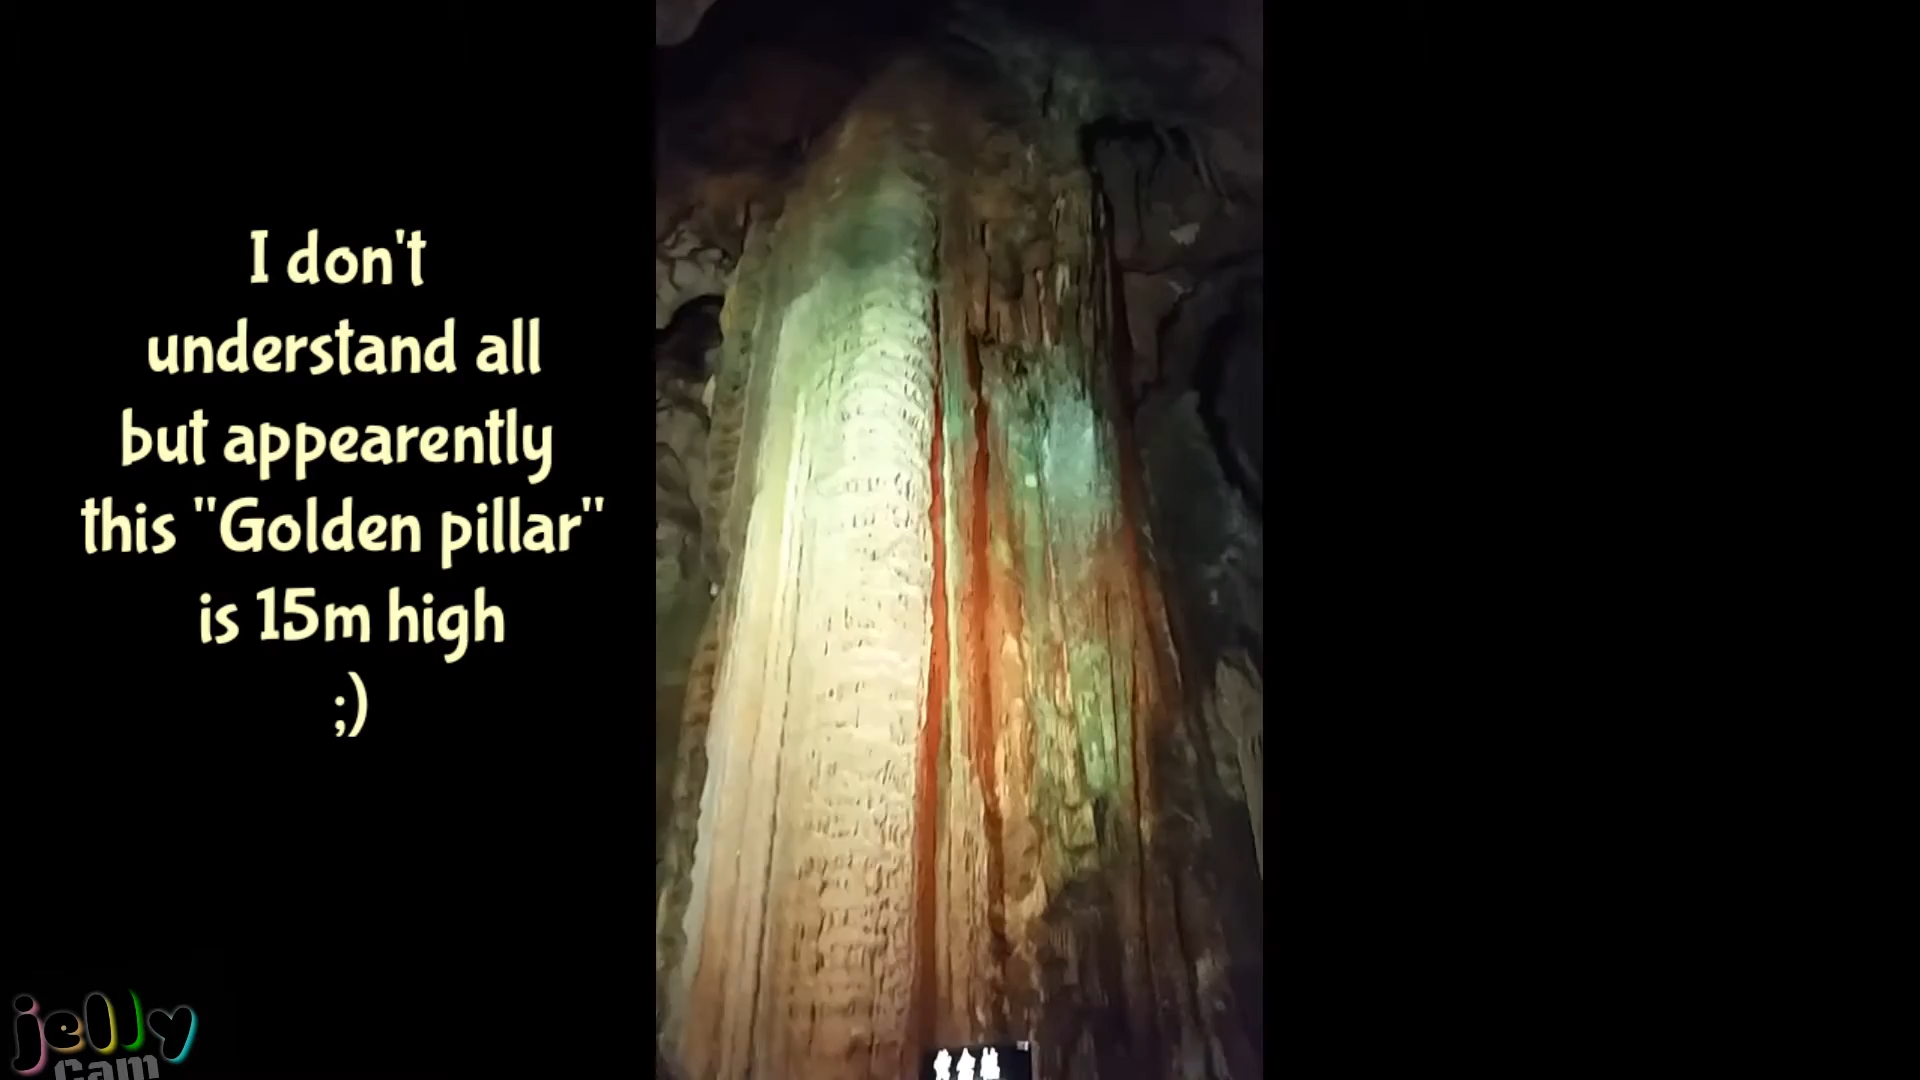 I don't
understand all
but appearently
this "Golden pillar"
is 15m high
;)
jelly
Cam